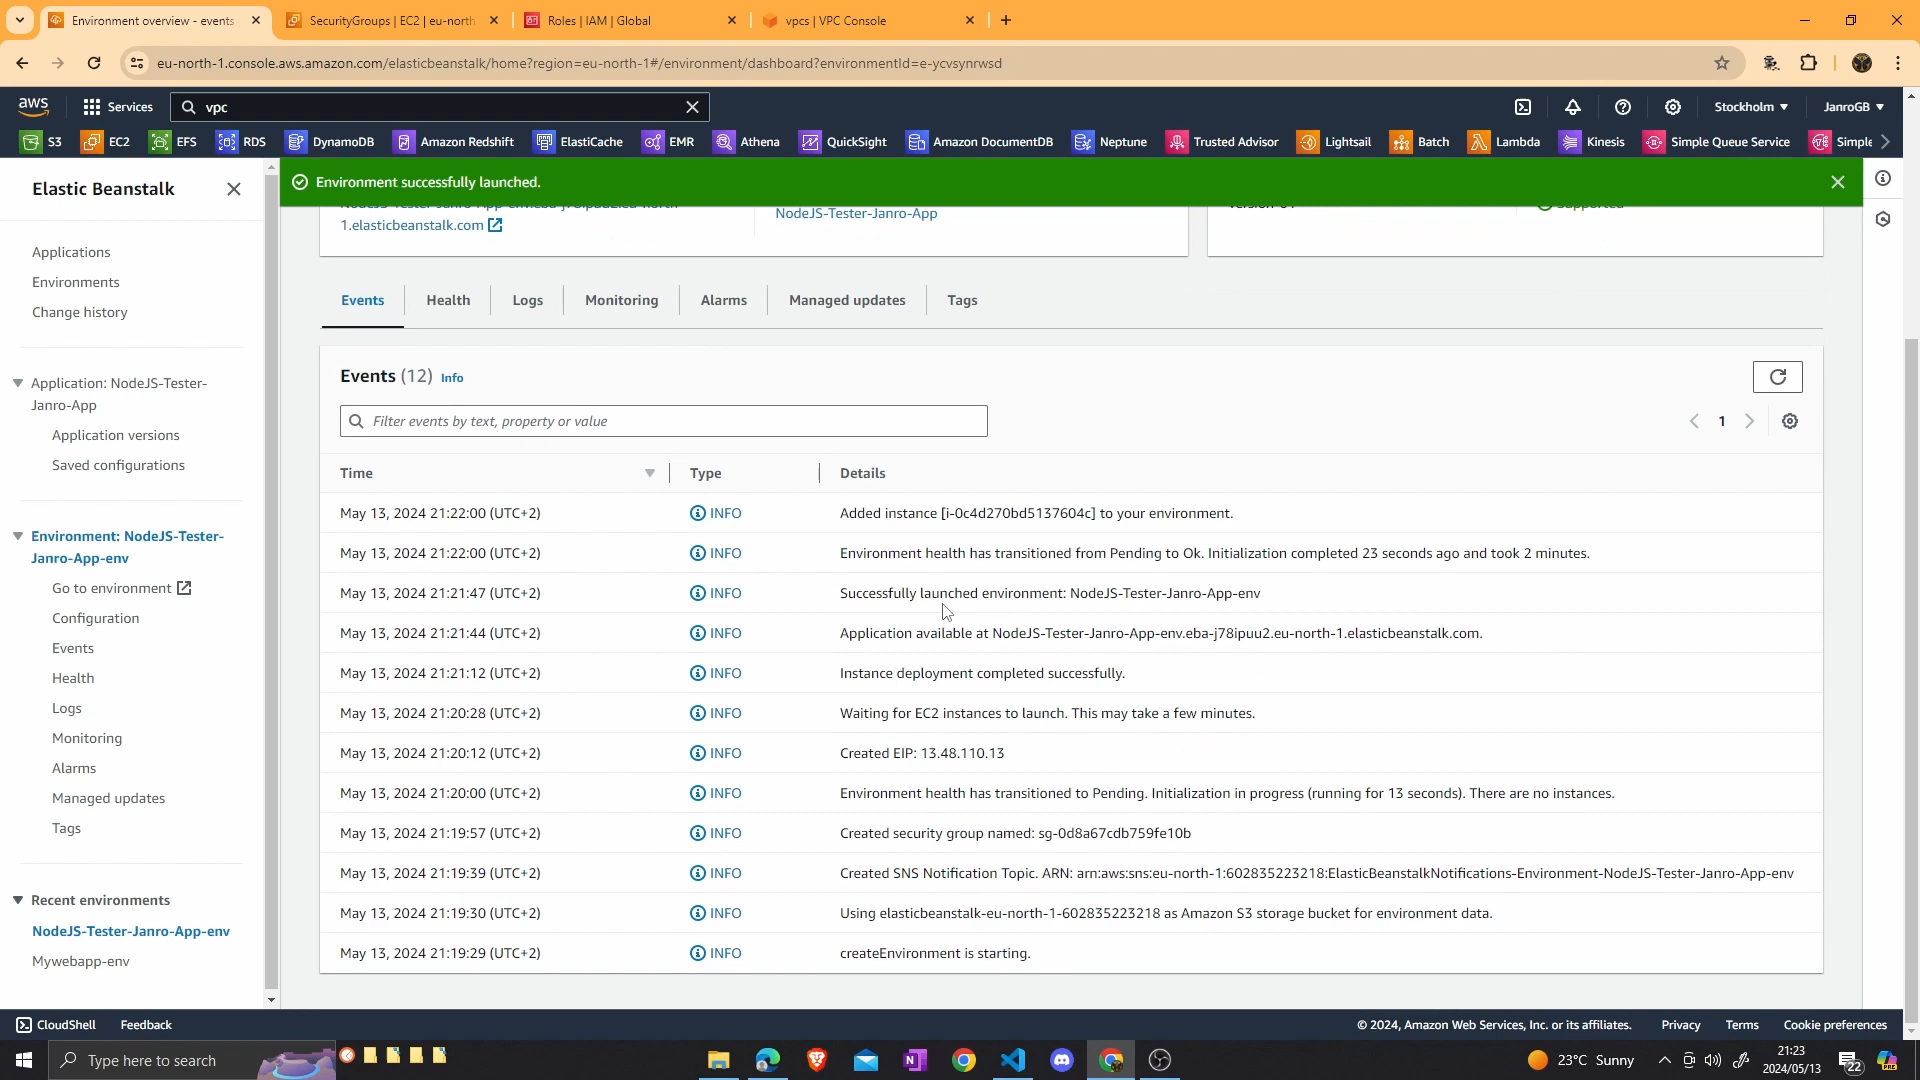 Environment overview - events
SecurityGroups | EC2 | eu-north
Roles | IAM | Global
vpcs | VPC Console
eu-north-1.console.aws.amazon.com/elasticbeanstalk/home?region=eu-north-1#/environment/dashboard?environmentId=e-ycvsynrwsd
aws
Services
vpc
Stockholm
JanroGB
S3
EC2
EFS
RDS
DynamoDB
Amazon Redshift
ElastiCache
EMR
Athena
QuickSight
Amazon DocumentDB
Neptune
Trusted Advisor
Lightsail
Batch
Lambda
Kinesis
Simple Queue Service
Simple
Elastic Beanstalk
Applications
Environments
Change history
Application: NodeJS-Tester-
Janro-App
Application versions
Saved configurations
Environment: NodeJS-Tester-
Janro-App-env
Go to environment
Configuration
Events
Health
Logs
Monitoring
Alarms
Managed updates
Tags
Recent environments
NodeJS-Tester-Janro-App-env
Mywebapp-env
Environment successfully launched.
1.elasticbeanstalk.com
NodeJS-Tester-Janro-App
Supported
Events
Health
Logs
Monitoring
Alarms
Managed updates
Tags
Events (12) Info
Filter events by text, property or value
1
Time Type Details
May 13, 2024 21:22:00 (UTC+2) INFO Added instance [i-0c4d270bd5137604c] to your environment.
May 13, 2024 21:22:00 (UTC+2) INFO Environment health has transitioned from Pending to Ok. Initialization completed 23 seconds ago and took 2 minutes.
May 13, 2024 21:21:47 (UTC+2) INFO Successfully launched environment: NodeJS-Tester-Janro-App-env
May 13, 2024 21:21:44 (UTC+2) INFO Application available at NodeJS-Tester-Janro-App-env.eba-j78ipuu2.eu-north-1.elasticbeanstalk.com.
May 13, 2024 21:21:12 (UTC+2) INFO Instance deployment completed successfully.
May 13, 2024 21:20:28 (UTC+2) INFO Waiting for EC2 instances to launch. This may take a few minutes.
May 13, 2024 21:20:12 (UTC+2) INFO Created EIP: 13.48.110.13
May 13, 2024 21:20:00 (UTC+2) INFO Environment health has transitioned to Pending. Initialization in progress (running for 13 seconds). There are no instances.
May 13, 2024 21:19:57 (UTC+2) INFO Created security group named: sg-0d8a67cdb759fe10b
May 13, 2024 21:19:39 (UTC+2) INFO Created SNS Notification Topic. ARN: arn:aws:sns:eu-north-1:602835223218:ElasticBeanstalkNotifications-Environment-NodeJS-Tester-Janro-App-env
May 13, 2024 21:19:30 (UTC+2) INFO Using elasticbeanstalk-eu-north-1-602835223218 as Amazon S3 storage bucket for environment data.
May 13, 2024 21:19:29 (UTC+2) INFO createEnvironment is starting.
CloudShell
Feedback
© 2024, Amazon Web Services, Inc. or its affiliates.
Privacy
Terms
Cookie preferences
Type here to search
23°C Sunny
21:23
2024/05/13
22